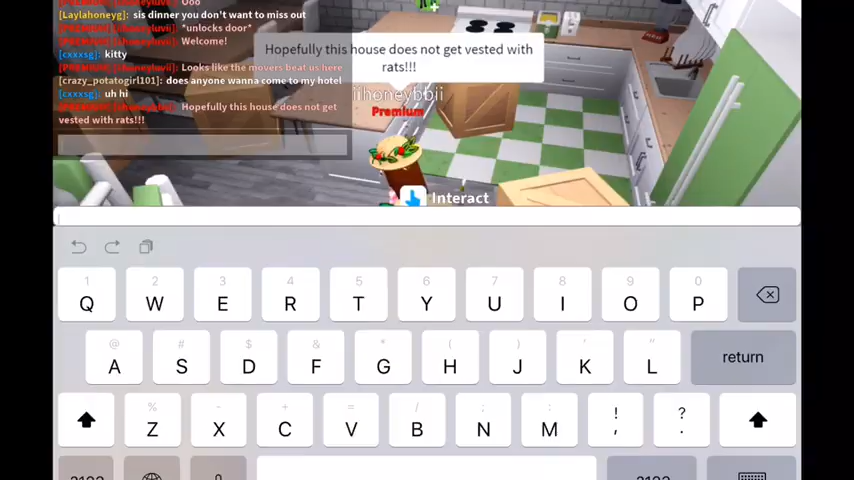 Ooo
[Laylahoneyg]: sis dinner you don't want to miss out
*unlocks door*
Welcome!
[cxxxsg]: kitty
Looks like the movers beat us here
[crazy_potatogirl101]: does anyone wanna come to my hotel
[cxxxsg]: uh hi
Hopefully this house does not get
vested with rats!!!
Hopefully this house does not get vested with
rats!!!
iihoneybbii
Premium
Interact
1 2 3 4 5 6 7 8 9 0
Q W E R T Y U I O P
@ # $ & * ( ) ' "
A S D F G H J K L return
% - + = / ; : ! ?
Z X C V B N M , .